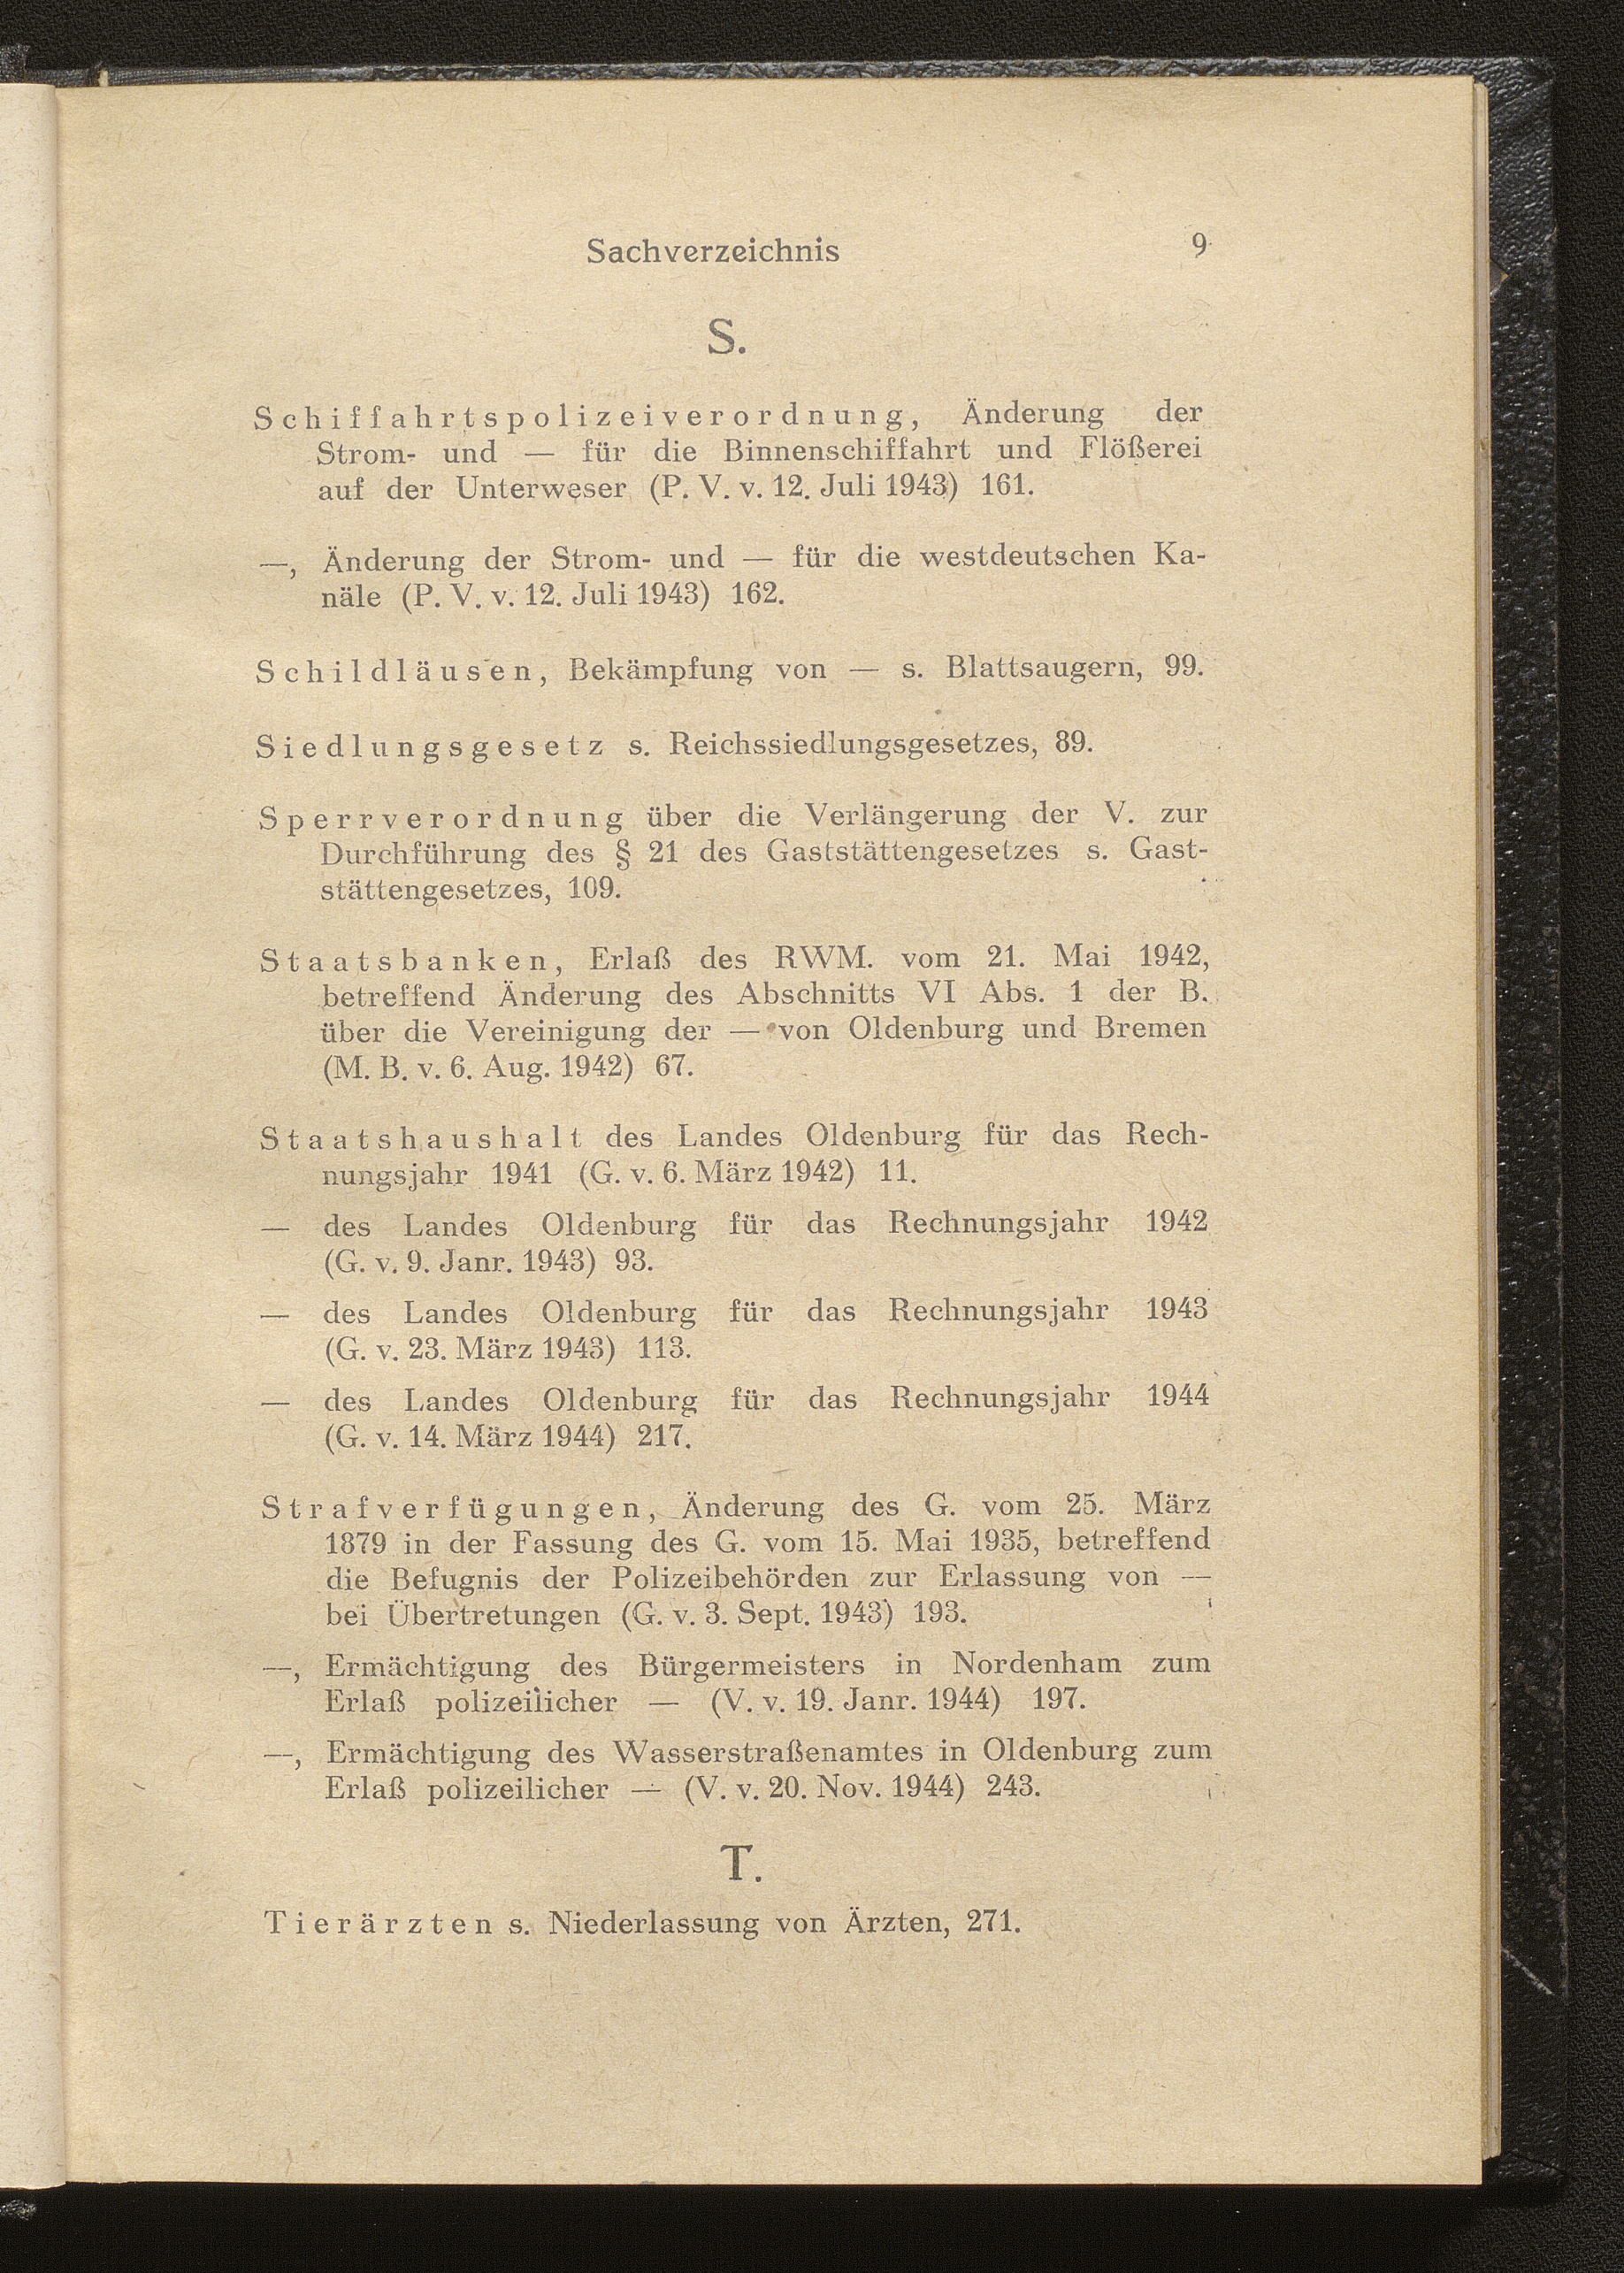 Sachverzeichnis 9
S.
Schiffahrtspolizeiverordnung, Änderung der
Strom- und — für die Binnenschiffahrt und Flößerei
auf der Unterweser (P. V. v. 12. Juli 1943) 161.
—, Änderung der Strom- und — für die westdeutschen Ka-
näle (P. V. v. 12. Juli 1943) 162.
Schildläusen, Bekämpfung von — s. Blattsaugern, 99.
Siedlungsgesetz s. Reichssiedlungsgesetzes, 89.
Sperrverordnung über die Verlängerung der V. zur
Durchführung des § 21 des Gaststättengesetzes s. Gast-
stättengesetzes, 109.
Staatsbanken, Erlaß des RWM. vom 21. Mai 1942,
betreffend Änderung des Abschnitts VI Abs. 1 der B.
über die Vereinigung der — von Oldenburg und Bremen
(M. B. v. 6. Aug. 1942) 67.
Staatshaushalt des Landes Oldenburg für das Rech-
nungsjahr 1941 (G. v. 6. März 1942) 11.
— des Landes Oldenburg für das Rechnungsjahr 1942
(G. v. 9. Janr. 1943) 93.
— des Landes Oldenburg für das Rechnungsjahr 1943
(G. v. 23. März 1943) 113.
— des Landes Oldenburg für das Rechnungsjahr 1944
(G. v. 14. März 1944) 217.
Strafverfügungen, Änderung des G. vom 25. März
1879 in der Fassung des G. vom 15. Mai 1935, betreffend
die Befugnis der Polizeibehörden zur Erlassung von —
bei Übertretungen (G. v. 3. Sept. 1943) 193.
—, Ermächtigung des Bürgermeisters in Nordenham zum
Erlaß polizeilicher — (V. v. 19. Janr. 1944) 197.
—, Ermächtigung des Wasserstraßenamtes in Oldenburg zum
Erlaß polizeilicher — (V. v. 20. Nov. 1944) 243.
T.
Tierärzten s. Niederlassung von Ärzten, 271.